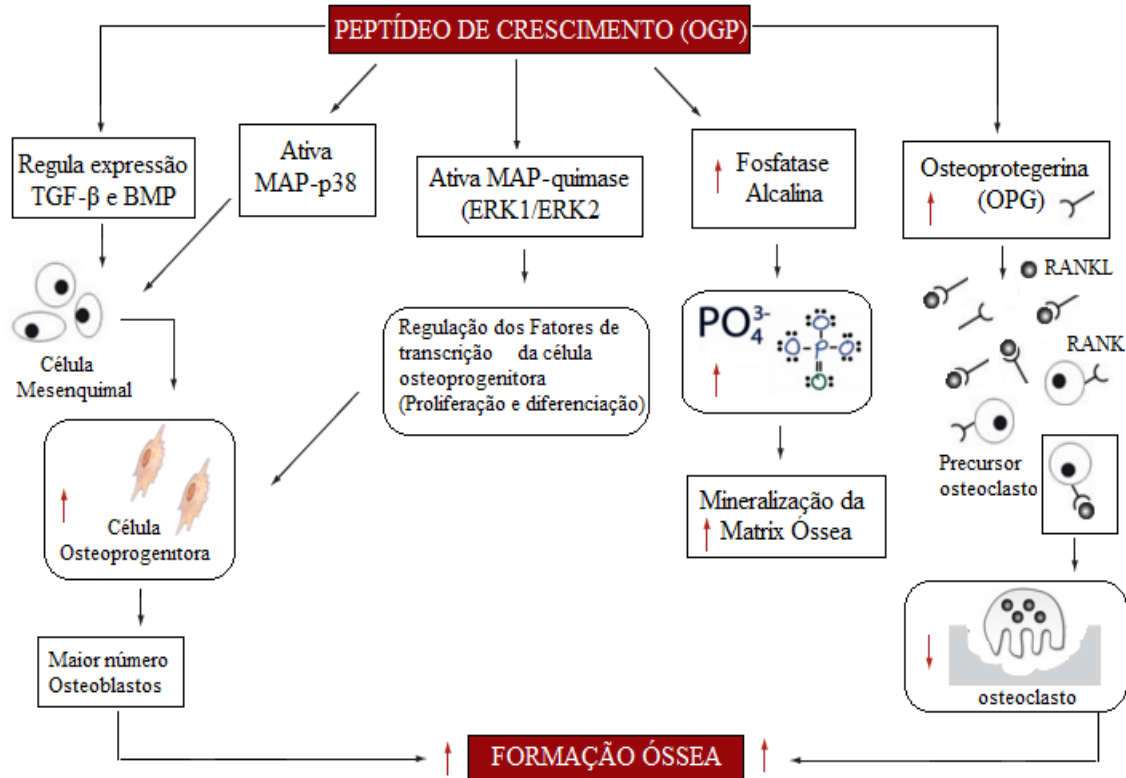 PEPTÍDEO DE CRESCIMENTO (OGP)
Regula expressão
TGF-β e BMP
Ativa
MAP-p38
Ativa MAP-quimase
(ERK1/ERK2
Fosfatase
Alcalina
Osteoprotegerina
(OPG)
RANKL
RANK
Precursor
osteoclasto
Célula
Mesenquimal
Regulação dos Fatores de
transcrição da célula
osteoprogenitora
(Proliferação e diferenciação)
PO₄³⁻
O
O P O
O
Célula
Osteoprogenitora
Mineralização da
Matrix Óssea
Maior número
Osteoblastos
osteoclasto
FORMAÇÃO ÓSSEA